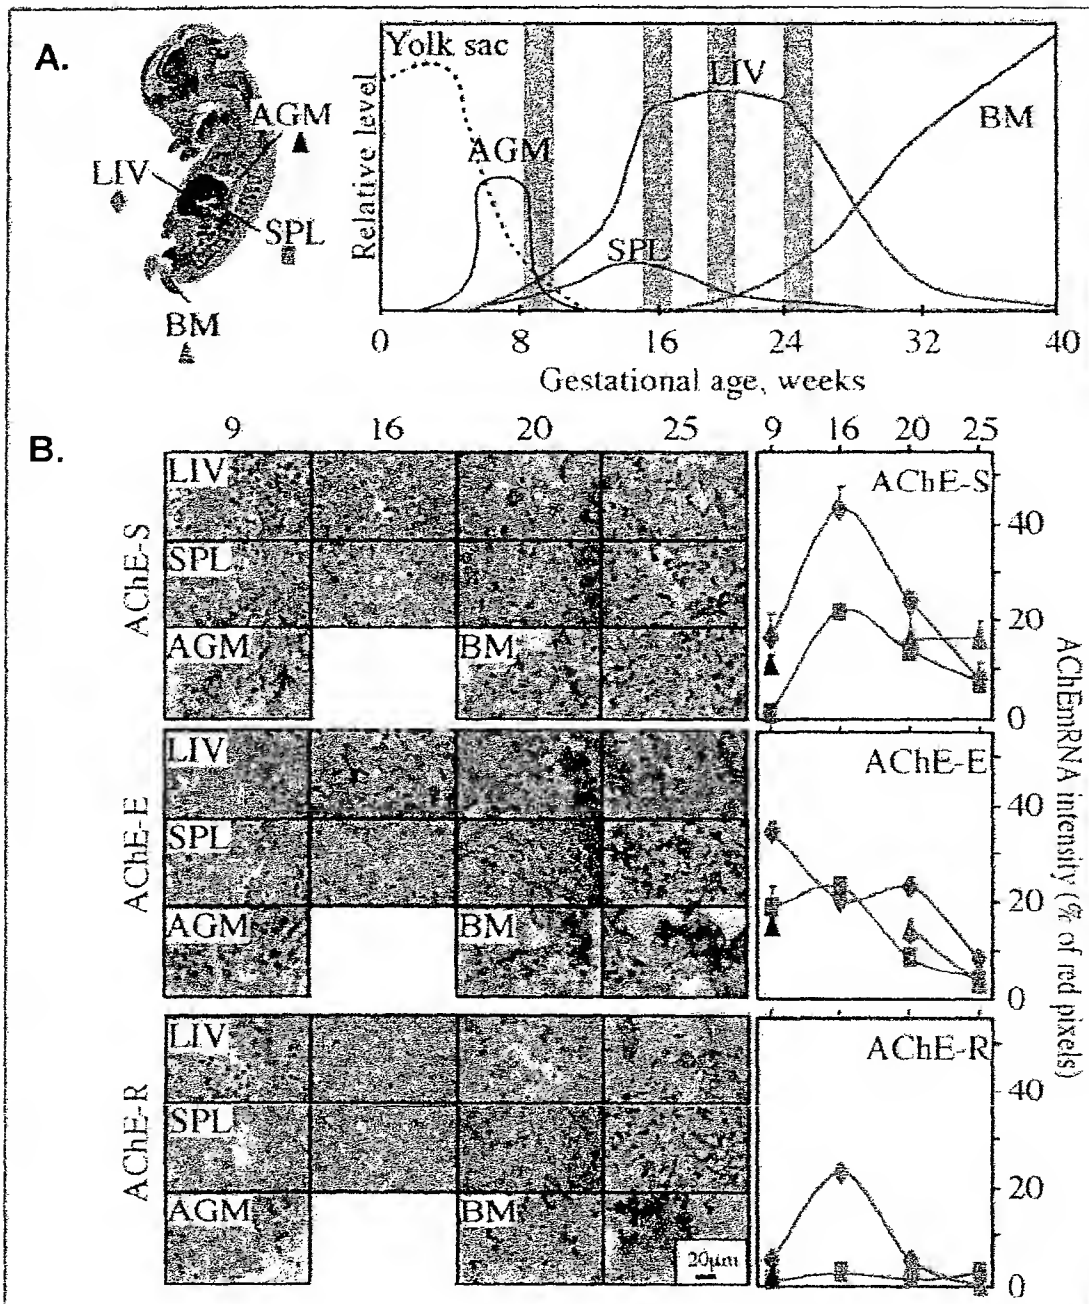 A.
AGM
LIV
SPL
BM
Yolk sac
AGM
LIV
SPL
BM
Relative level
0 8 16 24 32 40
Gestational age, weeks
B.
9 16 20 25
9 16 20 25
AChE-S
LIV
SPL
AGM
BM
AChE-S
40
20
0
AChE-E
LIV
SPL
AGM
BM
AChE-E
40
20
0
AChE-R
LIV
SPL
AGM
BM
20µm
AChE-R
40
20
0
AChEmRNA intensity (% of red pixels)